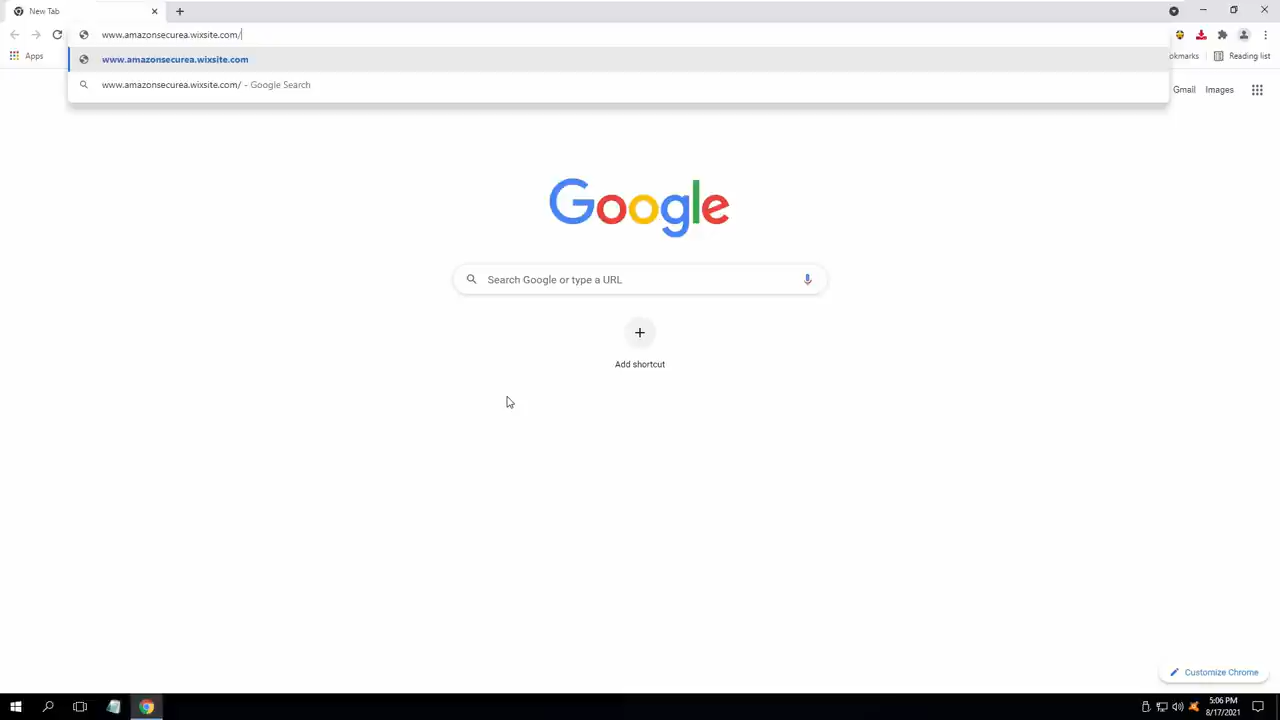 New Tab
www.amazonsecurea.wixsite.com/
www.amazonsecurea.wixsite.com
www.amazonsecurea.wixsite.com/ - Google Search
Apps
okmarks
Reading list
Gmail
Images
Google
Search Google or type a URL
Add shortcut
Customize Chrome
5:06 PM
8/17/2021